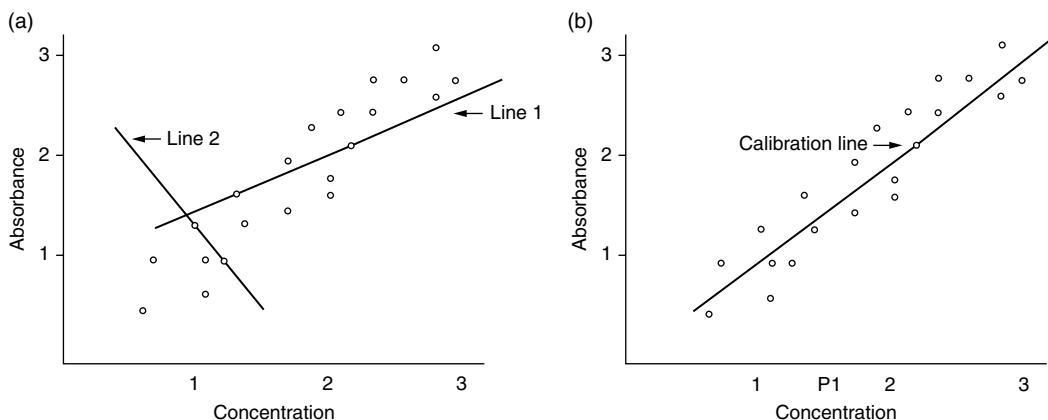 (a)
3
2
1
Absorbance
Line 2
Line 1
1 2 3
Concentration
(b)
3
2
1
Absorbance
Calibration line
1 P1 2 3
Concentration